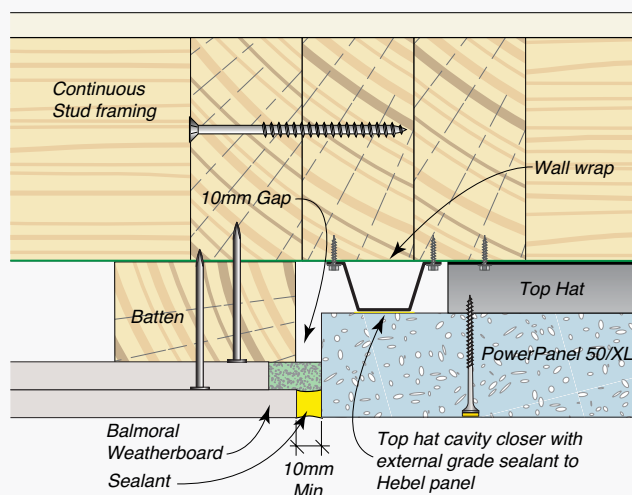 Continuous
Stud framing
10mm Gap
Wall wrap
Batten
Top Hat
PowerPanel 50/XL
Balmoral
Weatherboard
Sealant
10mm
Min
Top hat cavity closer with
external grade sealant to
Hebel panel